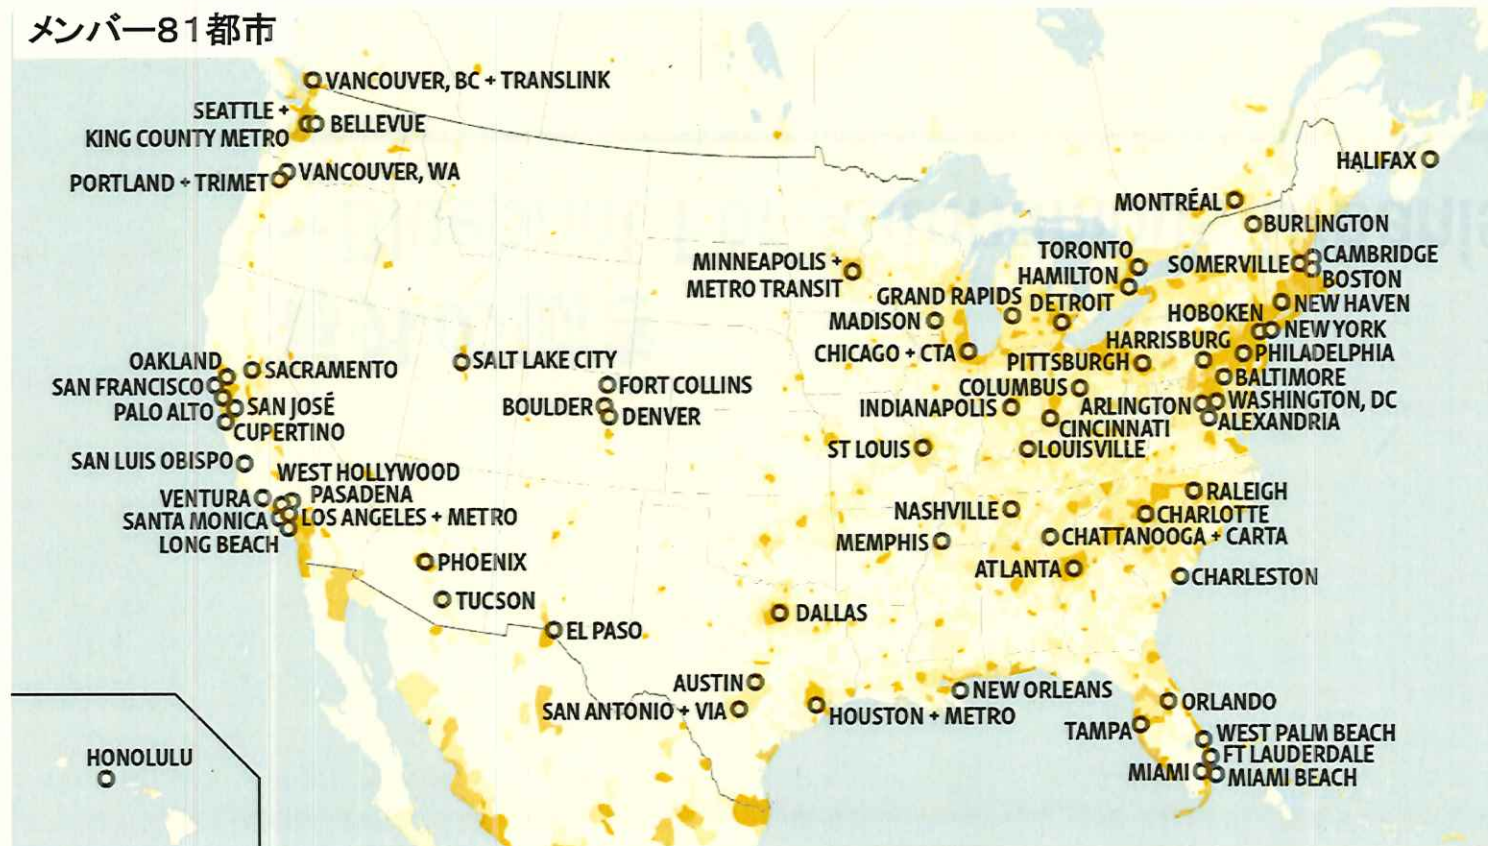 メンバー81都市
VANCOUVER, BC + TRANSLINK
SEATTLE +
KING COUNTY METRO
BELLEVUE
VANCOUVER, WA
PORTLAND + TRIMET
HALIFAX
MONTRÉAL
BURLINGTON
TORONTO
HAMILTON
SOMERVILLE
CAMBRIDGE
BOSTON
MINNEAPOLIS +
METRO TRANSIT
GRAND RAPIDS
DETROIT
NEW HAVEN
HOBOKEN
NEW YORK
MADISON
HARRISBURG
CHICAGO + CTA
PITTSBURGH
PHILADELPHIA
OAKLAND
SACRAMENTO
SAN FRANCISCO
PALO ALTO
SAN JOSÉ
CUPERTINO
SALT LAKE CITY
FORT COLLINS
BOULDER
DENVER
COLUMBUS
BALTIMORE
INDIANAPOLIS
ARLINGTON
WASHINGTON, DC
CINCINNATI
ALEXANDRIA
ST LOUIS
LOUISVILLE
SAN LUIS OBISPO
WEST HOLLYWOOD
VENTURA
PASADENA
SANTA MONICA
LOS ANGELES + METRO
LONG BEACH
RALEIGH
NASHVILLE
CHARLOTTE
MEMPHIS
CHATTANOOGA + CARTA
PHOENIX
ATLANTA
CHARLESTON
TUCSON
DALLAS
EL PASO
AUSTIN
SAN ANTONIO + VIA
HOUSTON + METRO
NEW ORLEANS
ORLANDO
TAMPA
WEST PALM BEACH
FT LAUDERDALE
MIAMI
MIAMI BEACH
HONOLULU